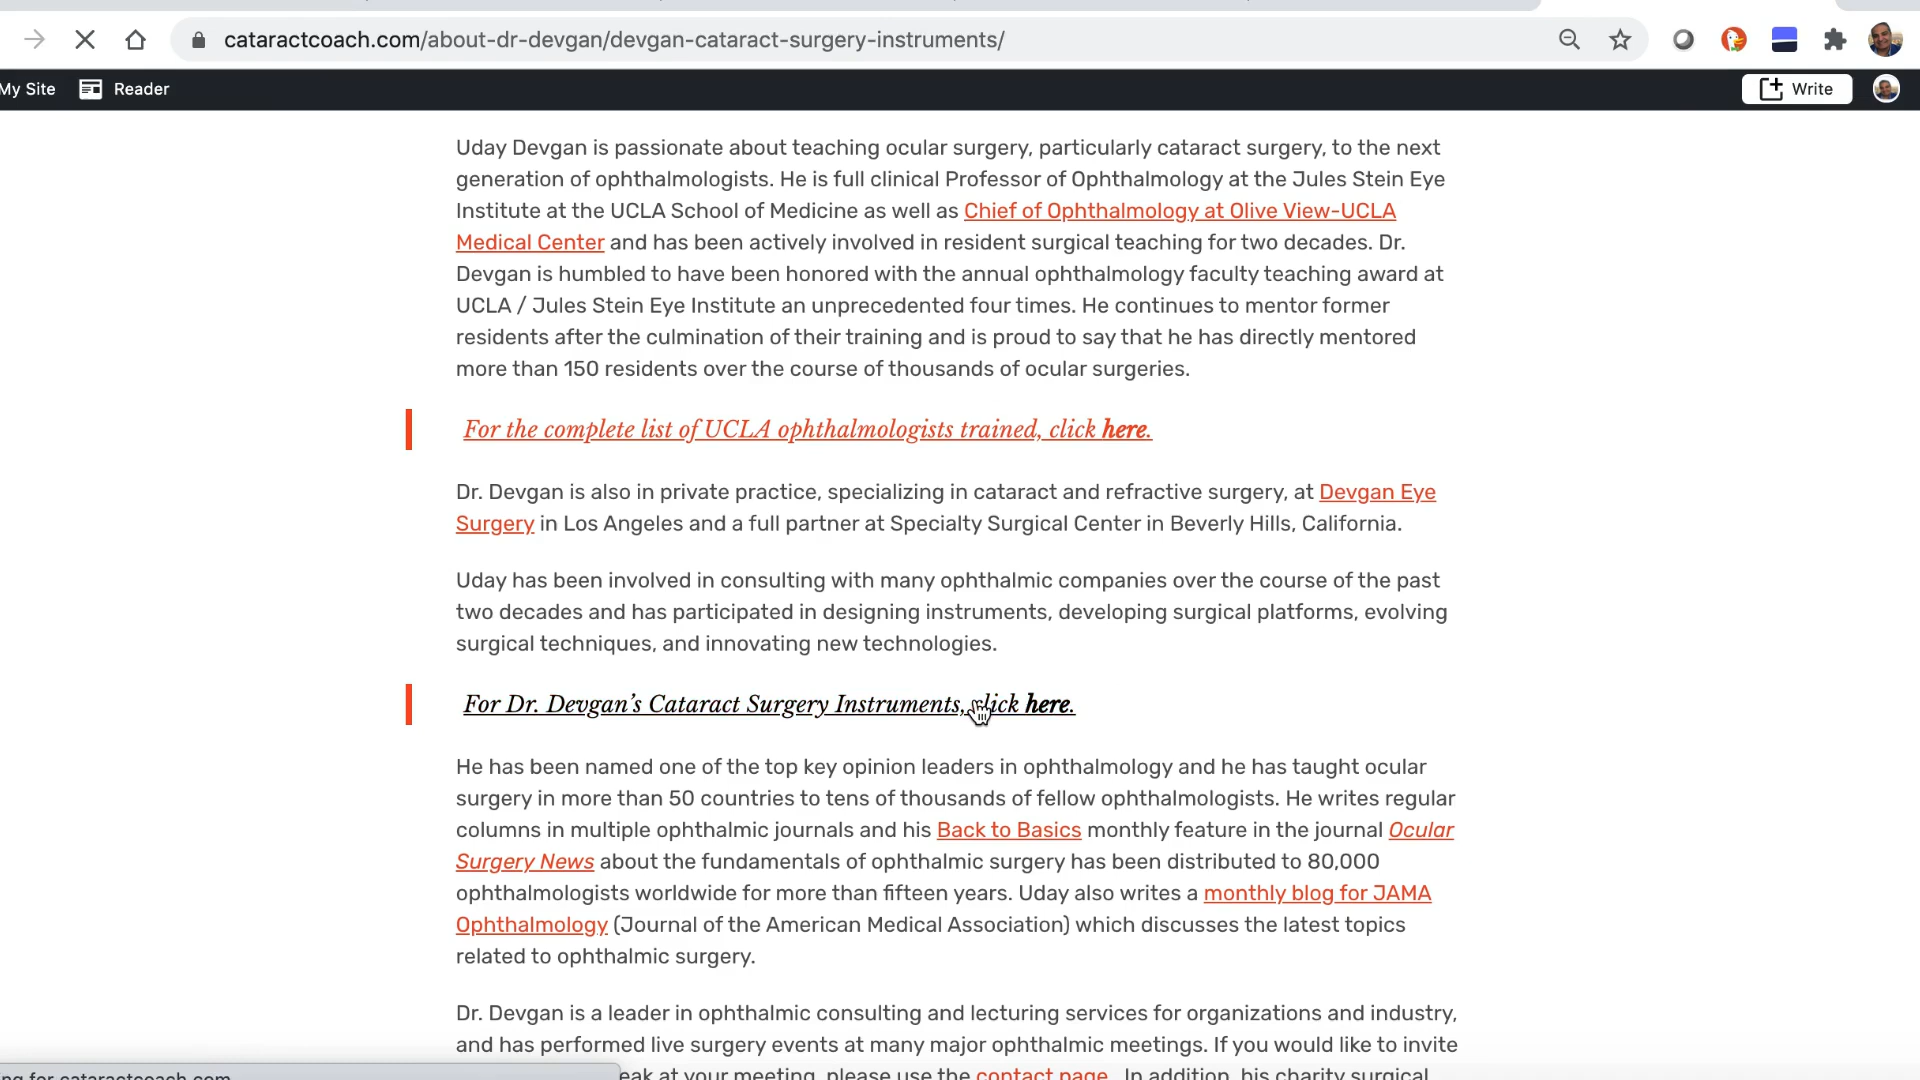 cataractcoach.com/about-dr-devgan/devgan-cataract-surgery-instruments/
My Site Reader Write
Uday Devgan is passionate about teaching ocular surgery, particularly cataract surgery, to the next
generation of ophthalmologists. He is full clinical Professor of Ophthalmology at the Jules Stein Eye
Institute at the UCLA School of Medicine as well as Chief of Ophthalmology at Olive View-UCLA
Medical Center and has been actively involved in resident surgical teaching for two decades. Dr.
Devgan is humbled to have been honored with the annual ophthalmology faculty teaching award at
UCLA / Jules Stein Eye Institute an unprecedented four times. He continues to mentor former
residents after the culmination of their training and is proud to say that he has directly mentored
more than 150 residents over the course of thousands of ocular surgeries.
For the complete list of UCLA ophthalmologists trained, click here.
Dr. Devgan is also in private practice, specializing in cataract and refractive surgery, at Devgan Eye
Surgery in Los Angeles and a full partner at Specialty Surgical Center in Beverly Hills, California.
Uday has been involved in consulting with many ophthalmic companies over the course of the past
two decades and has participated in designing instruments, developing surgical platforms, evolving
surgical techniques, and innovating new technologies.
For Dr. Devgan’s Cataract Surgery Instruments, click here.
He has been named one of the top key opinion leaders in ophthalmology and he has taught ocular
surgery in more than 50 countries to tens of thousands of fellow ophthalmologists. He writes regular
columns in multiple ophthalmic journals and his Back to Basics monthly feature in the journal Ocular
Surgery News about the fundamentals of ophthalmic surgery has been distributed to 80,000
ophthalmologists worldwide for more than fifteen years. Uday also writes a monthly blog for JAMA
Ophthalmology (Journal of the American Medical Association) which discusses the latest topics
related to ophthalmic surgery.
Dr. Devgan is a leader in ophthalmic consulting and lecturing services for organizations and industry,
and has performed live surgery events at many major ophthalmic meetings. If you would like to invite
at your meeting, please use the contact page. In addition, his charity surgical
for cataractcoach.com